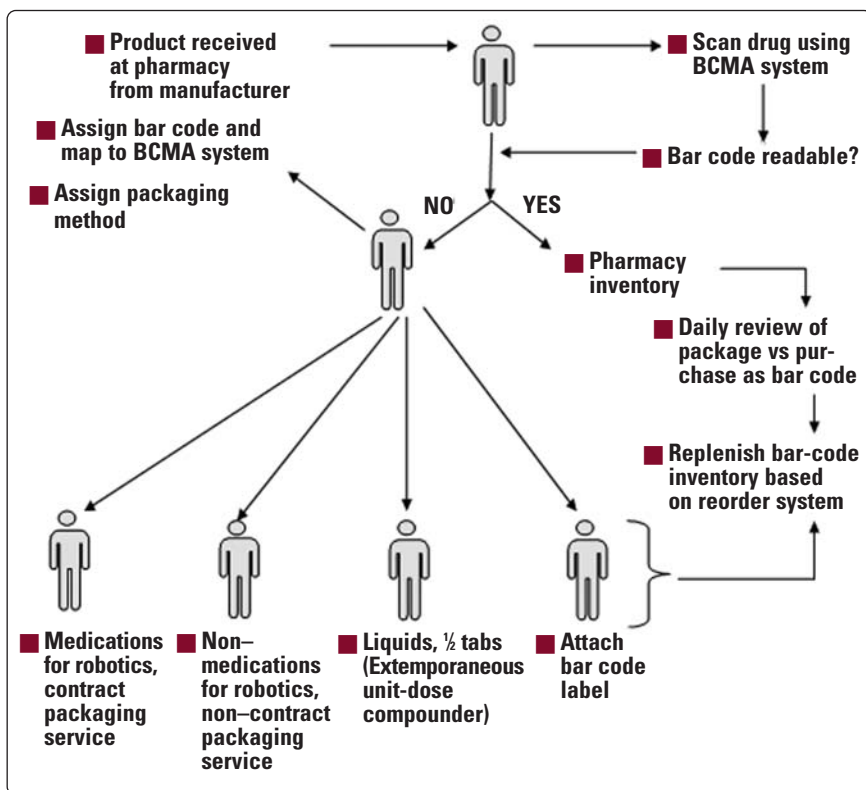 Product received
at pharmacy
from manufacturer
Scan drug using
BCMA system
Assign bar code and
map to BCMA system
Bar code readable?
Assign packaging
method
NO
YES
Pharmacy
inventory
Daily review of
package vs pur-
chase as bar code
Replenish bar-code
inventory based
on reorder system
Medications
for robotics,
contract
packaging
service
Non–
medications
for robotics,
non–contract
packaging
service
Liquids, ½ tabs
(Extemporaneous
unit-dose
compounder)
Attach
bar code
label